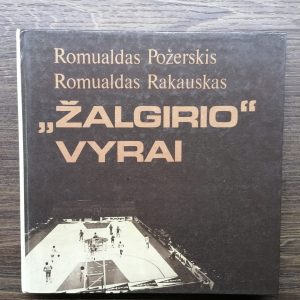 Romualdas Požerskis
Romualdas Rakauskas
„ŽALGIRIO“
VYRAI